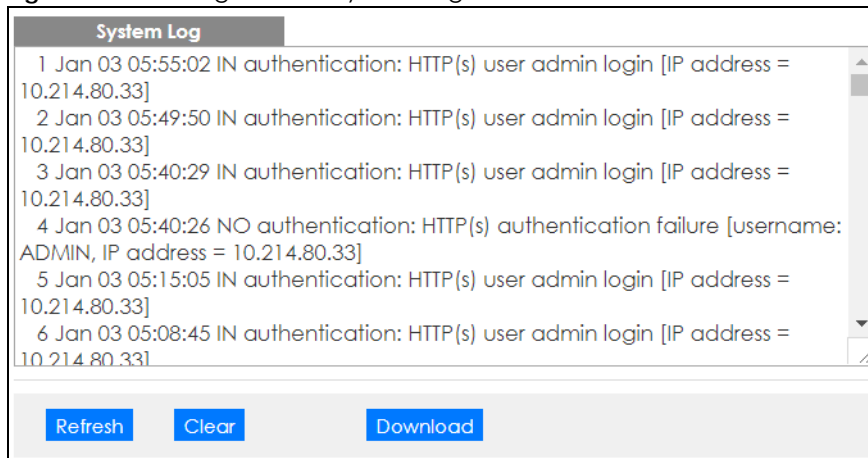 System Log
1 Jan 03 05:55:02 IN authentication: HTTP(s) user admin login [IP address =
10.214.80.33]
2 Jan 03 05:49:50 IN authentication: HTTP(s) user admin login [IP address =
10.214.80.33]
3 Jan 03 05:40:29 IN authentication: HTTP(s) user admin login [IP address =
10.214.80.33]
4 Jan 03 05:40:26 NO authentication: HTTP(s) authentication failure [username:
ADMIN, IP address = 10.214.80.33]
5 Jan 03 05:15:05 IN authentication: HTTP(s) user admin login [IP address =
10.214.80.33]
6 Jan 03 05:08:45 IN authentication: HTTP(s) user admin login [IP address =
10.214.80.33]
Refresh Clear Download